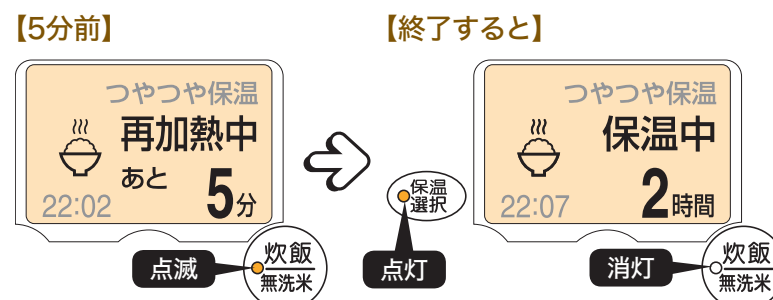 【5分前】
つやつや保温
再加熱中
あと 5分
22:02
点滅
炊飯
無洗米
【終了すると】
保温
選択
点灯
つやつや保温
保温中
2時間
22:07
消灯
炊飯
無洗米